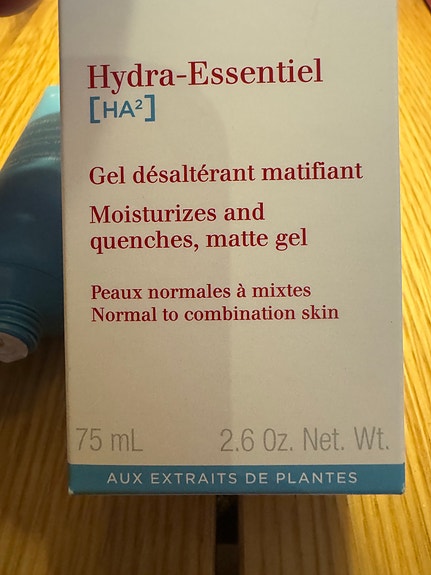 Hydra-Essentiel
[HA²]
Gel désaltérant matifiant
Moisturizes and
quenches, matte gel
Peaux normales à mixtes
Normal to combination skin
75 mL 2.6 Oz. Net. Wt.
AUX EXTRAITS DE PLANTES